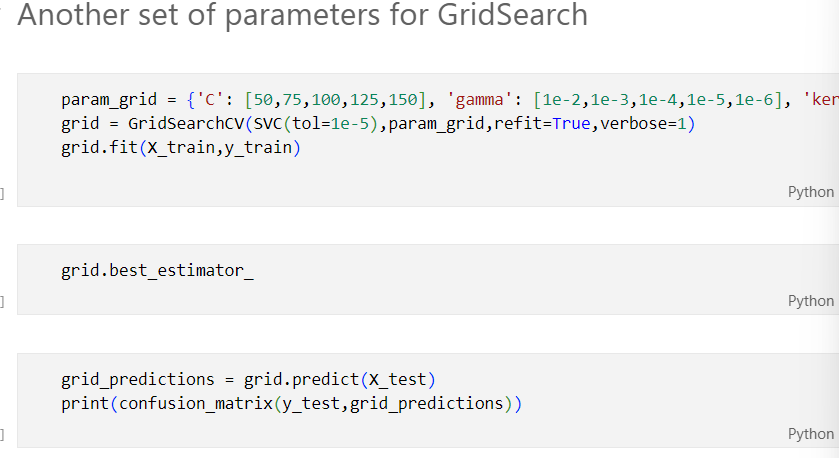 Another set of parameters for GridSearch
param_grid = {'C': [50,75,100,125,150], 'gamma': [1e-2,1e-3,1e-4,1e-5,1e-6], 'ker
grid = GridSearchCV(SVC(tol=1e-5),param_grid,refit=True,verbose=1)
grid.fit(X_train,y_train)
]
Python
grid.best_estimator_
]
Python
grid_predictions = grid.predict(X_test)
print(confusion_matrix(y_test,grid_predictions))
]
Python